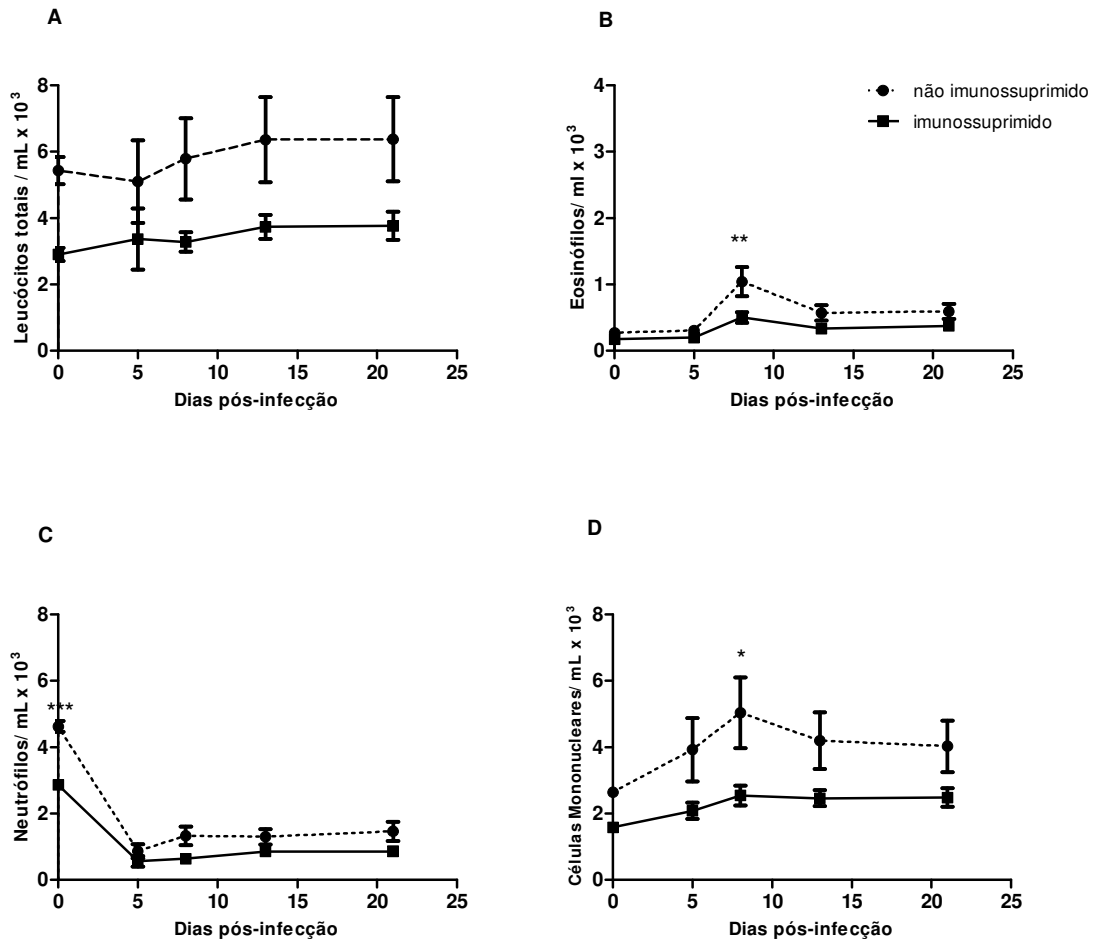 A
Leucócitos totais / mL x 10³
8
6
4
2
0
0 5 10 15 20 25
Dias pós-infecção
B
não imunossuprimido
imunossuprimido
Eosinófilos/ ml x 10³
4
3
2
1
0
**
0 5 10 15 20 25
Dias pós-infecção
C
Neutrófilos/ mL x 10³
8
6
4
2
0
***
0 5 10 15 20 25
Dias pós-infecção
D
Células Mononucleares/ mL x 10³
8
6
4
2
0
*
0 5 10 15 20 25
Dias pós-infecção